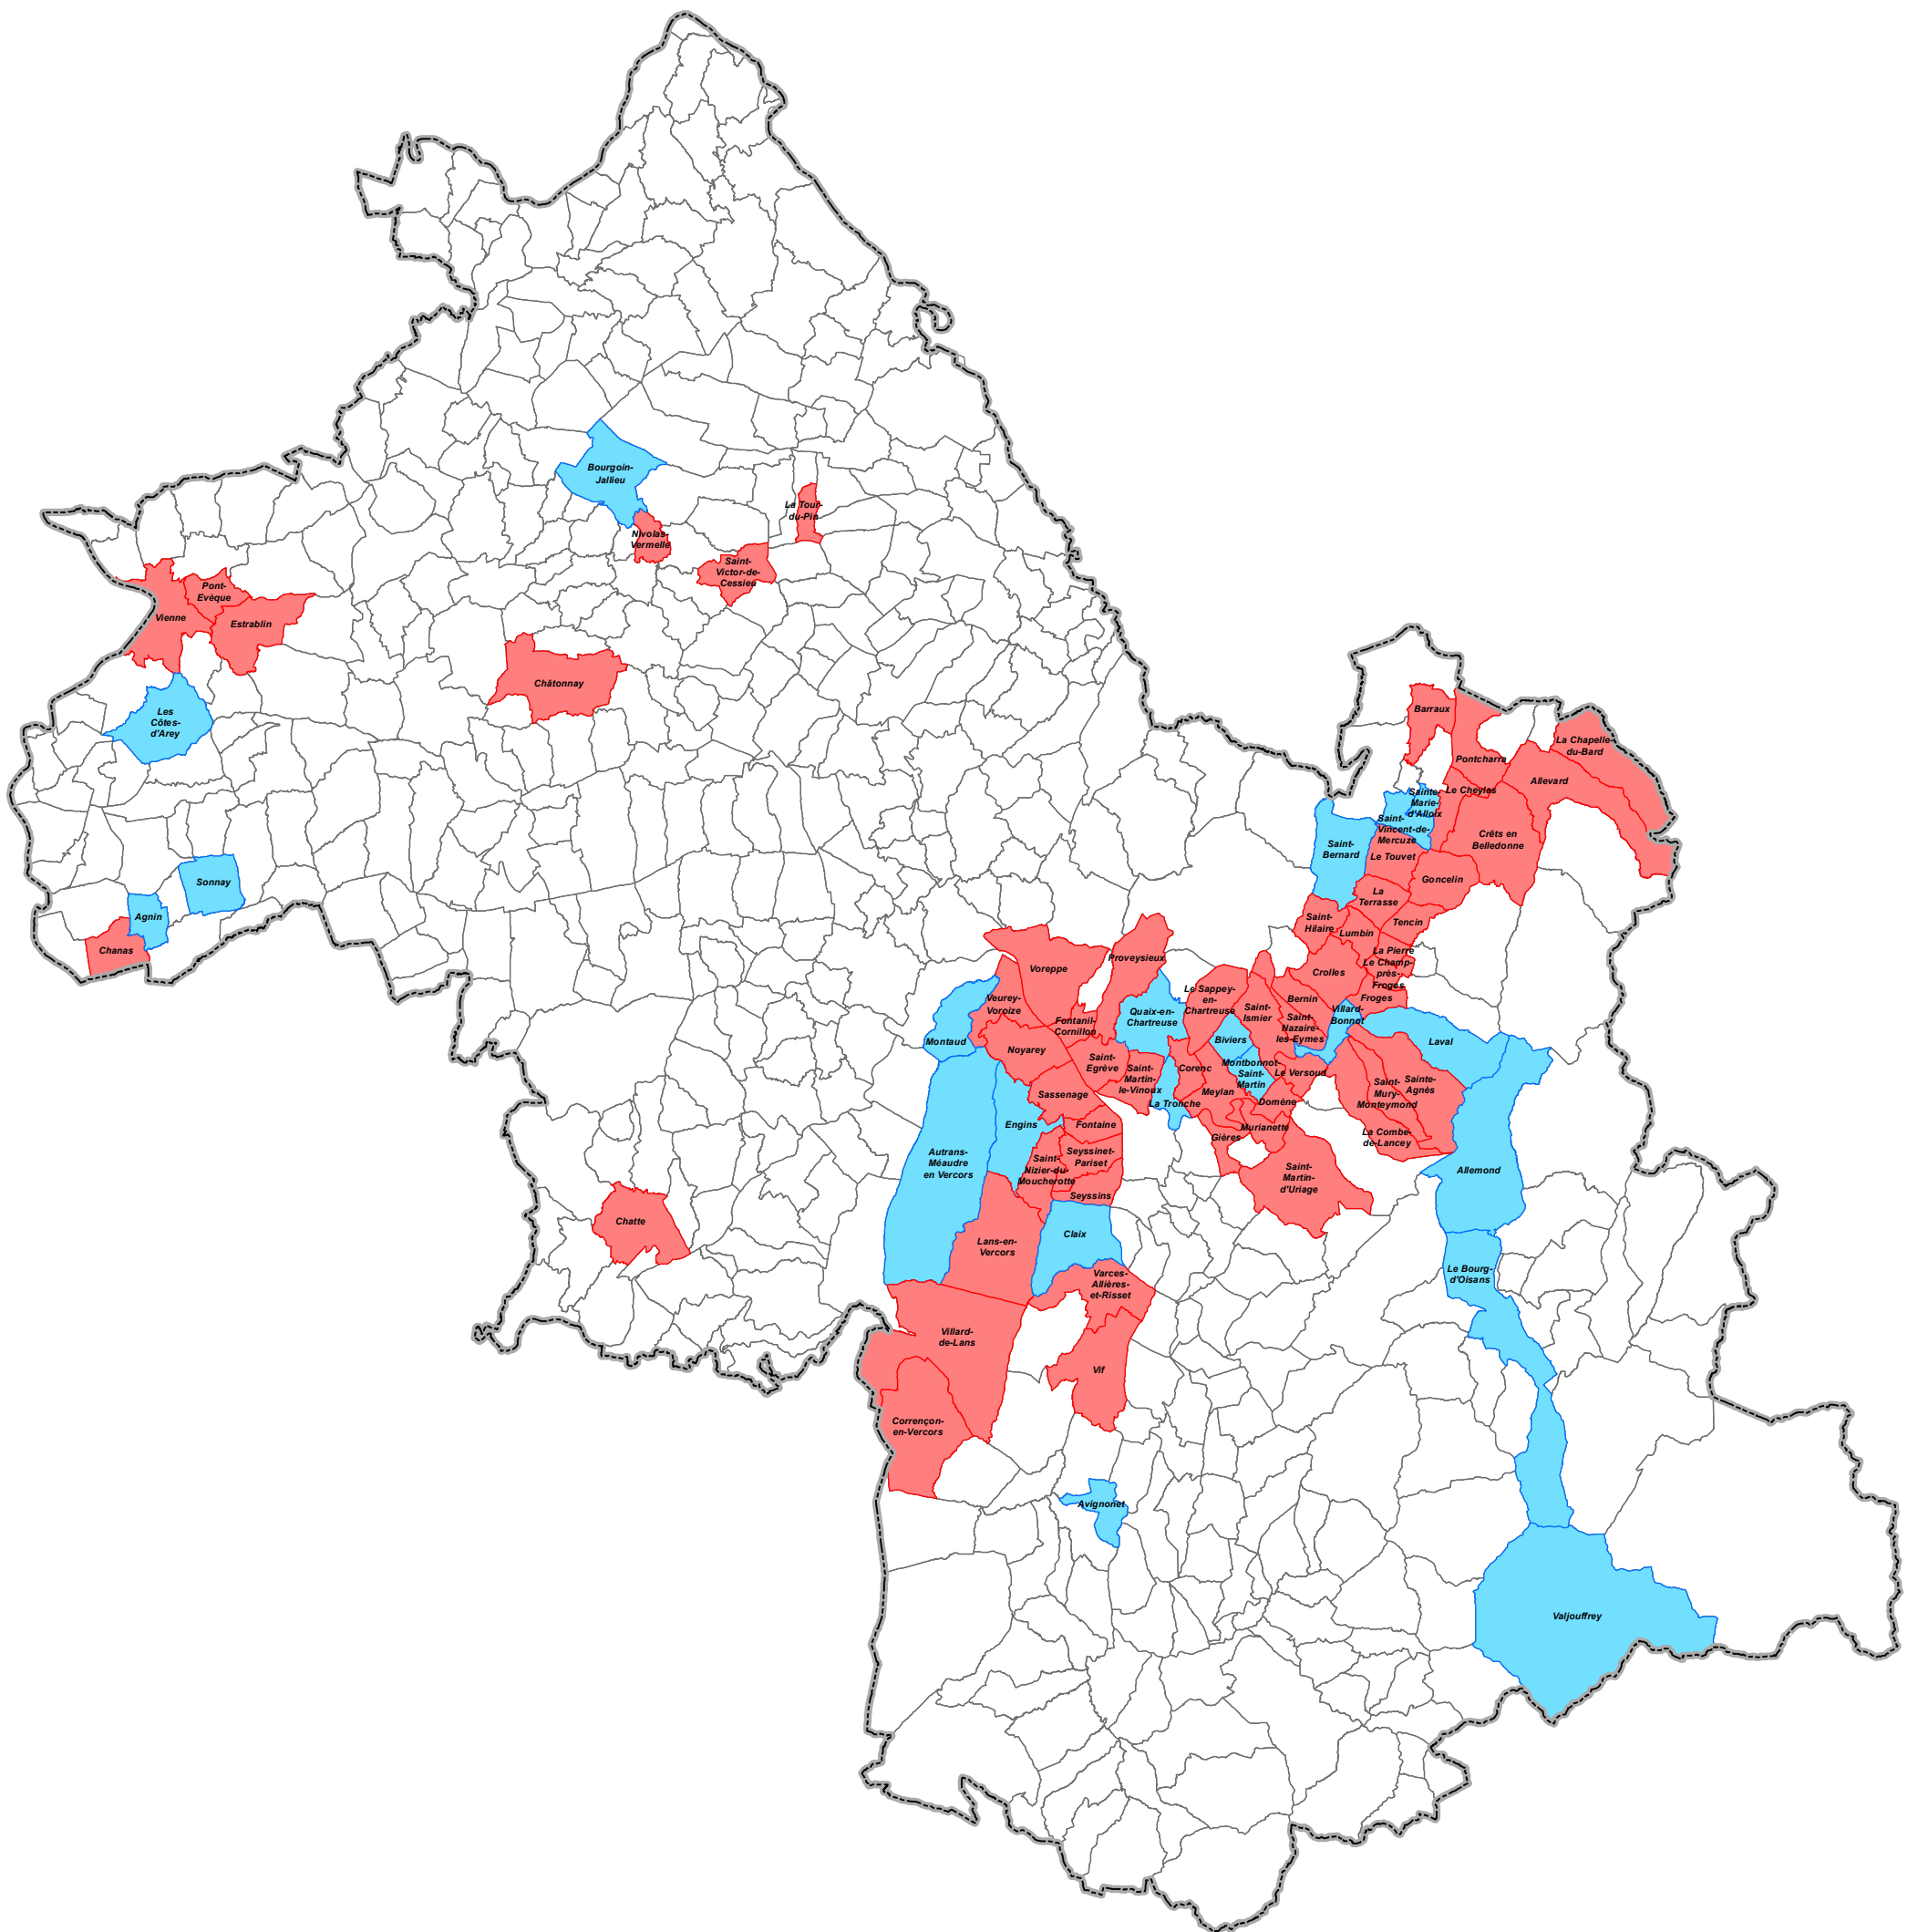 Bourgoin-
Jallieu
La Tour-
du-Pin
Nivolas-
Vermelle
Saint-
Victor-de-
Cessieu
Pont-
Evèque
Vienne
Estrablin
Châtonnay
Les
Côtes-
d'Arey
Sonnay
Agnin
Chanas
Barraux
La Chapelle-
du-Bard
Pontcharra
Allevard
Le Cheylas
Sainte-
Marie-
d'Alloix
Saint-
Vincent-de-
Mercuze
Crêts en
Belledonne
Saint-
Bernard
Le Touvet
Goncelin
La
Terrasse
Saint-
Hilaire
Tencin
Lumbin
La Pierre
Le Champ-
près-
Froges
Crolles
Froges
Bernin
Villard-
Bonnot
Voreppe
Proveysieux
Veurey-
Voroize
Fontanil-
Cornillon
Quaix-en-
Chartreuse
Le Sappey-
en-
Chartreuse
Saint-
Ismier
Saint-
Nazaire-
les-Eymes
Laval
Montaud
Noyarey
Saint-
Egrève
Saint-
Martin-
le-Vinoux
Corenc
Biviers
Montbonnot-
Saint-
Martin
Le Versoud
Sainte-
Agnès
Saint-
Mury-
Monteymond
Sassenage
La Tronche
Meylan
Domène
Engins
Fontaine
Gières
Murianette
La Combe-
de-Lancey
Autrans-
Méaudre
en Vercors
Saint-
Nizier-du-
Moucherotte
Seyssinet-
Pariset
Seyssins
Saint-
Martin-
d'Uriage
Allemond
Chatte
Lans-en-
Vercors
Claix
Le Bourg-
d'Oisans
Varces-
Allières-
et-Risset
Villard-
de-Lans
Vif
Corrençon-
en-Vercors
Avignonet
Valjouffrey